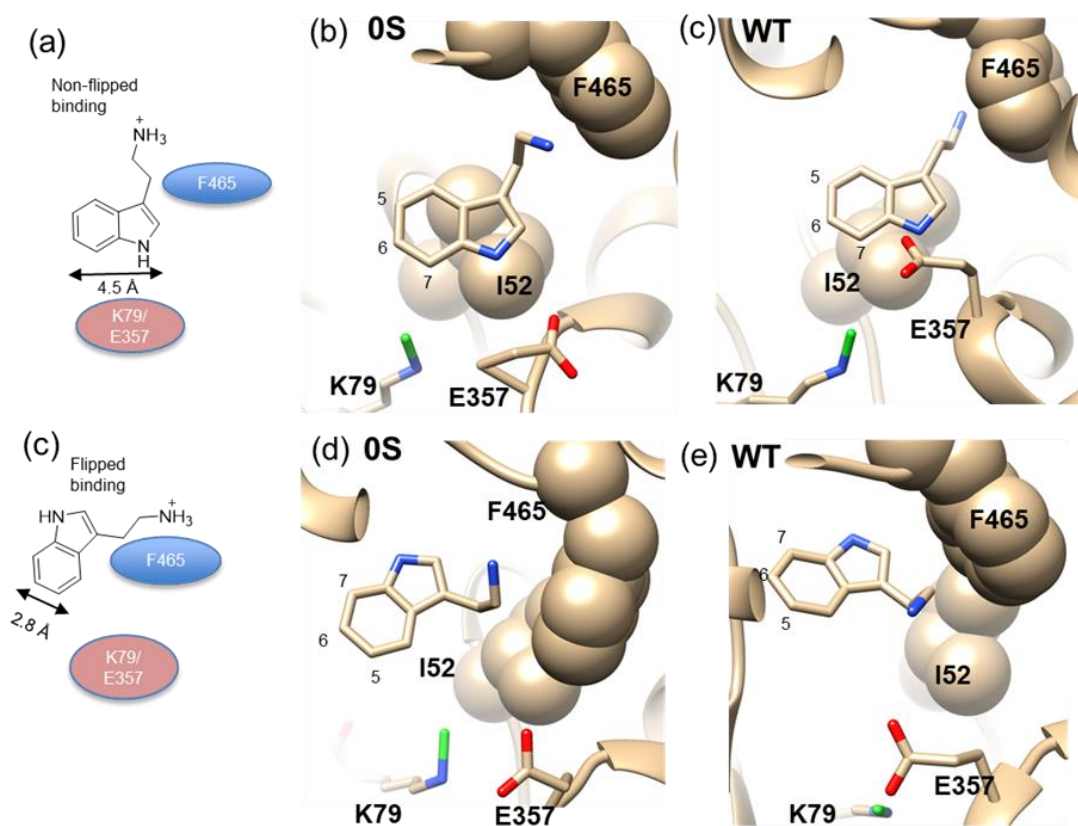 (a)
Non-flipped
binding
+
NH3
F465
N
H
4.5 Å
K79/
E357
(b) 0S
F465
5
6
7
I52
K79
E357
(c) WT
F465
5
6
7
I52
E357
K79
(c)
Flipped
binding
HN
+
NH3
F465
2.8 Å
K79/
E357
(d) 0S
F465
7
6
5
I52
K79
E357
(e) WT
F465
7
6
5
I52
E357
K79